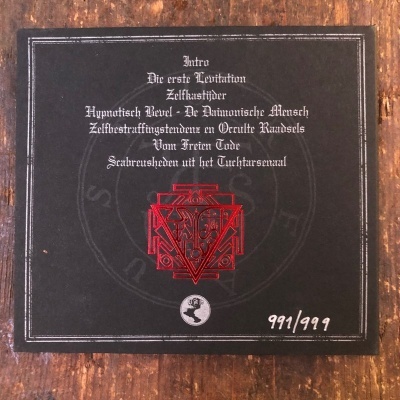 Intro
Die erste Levitation
Zelfkastijder
Hypnotisch Bevel - De Daimonische Mensch
Zelfbestraffingstendenz en Occulte Raadsels
Vom Freien Tode
Scabreusheden uit het Tuchtarsenaal
991/999